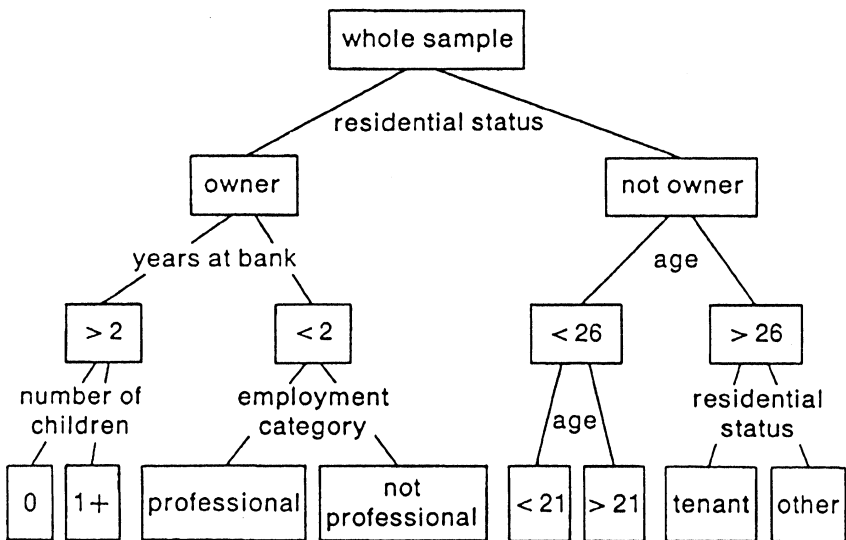 whole sample
residential status
owner
not owner
years at bank
age
> 2
< 2
< 26
> 26
number of
children
employment
category
age
residential
status
0
1+
professional
not
professional
< 21
> 21
tenant
other